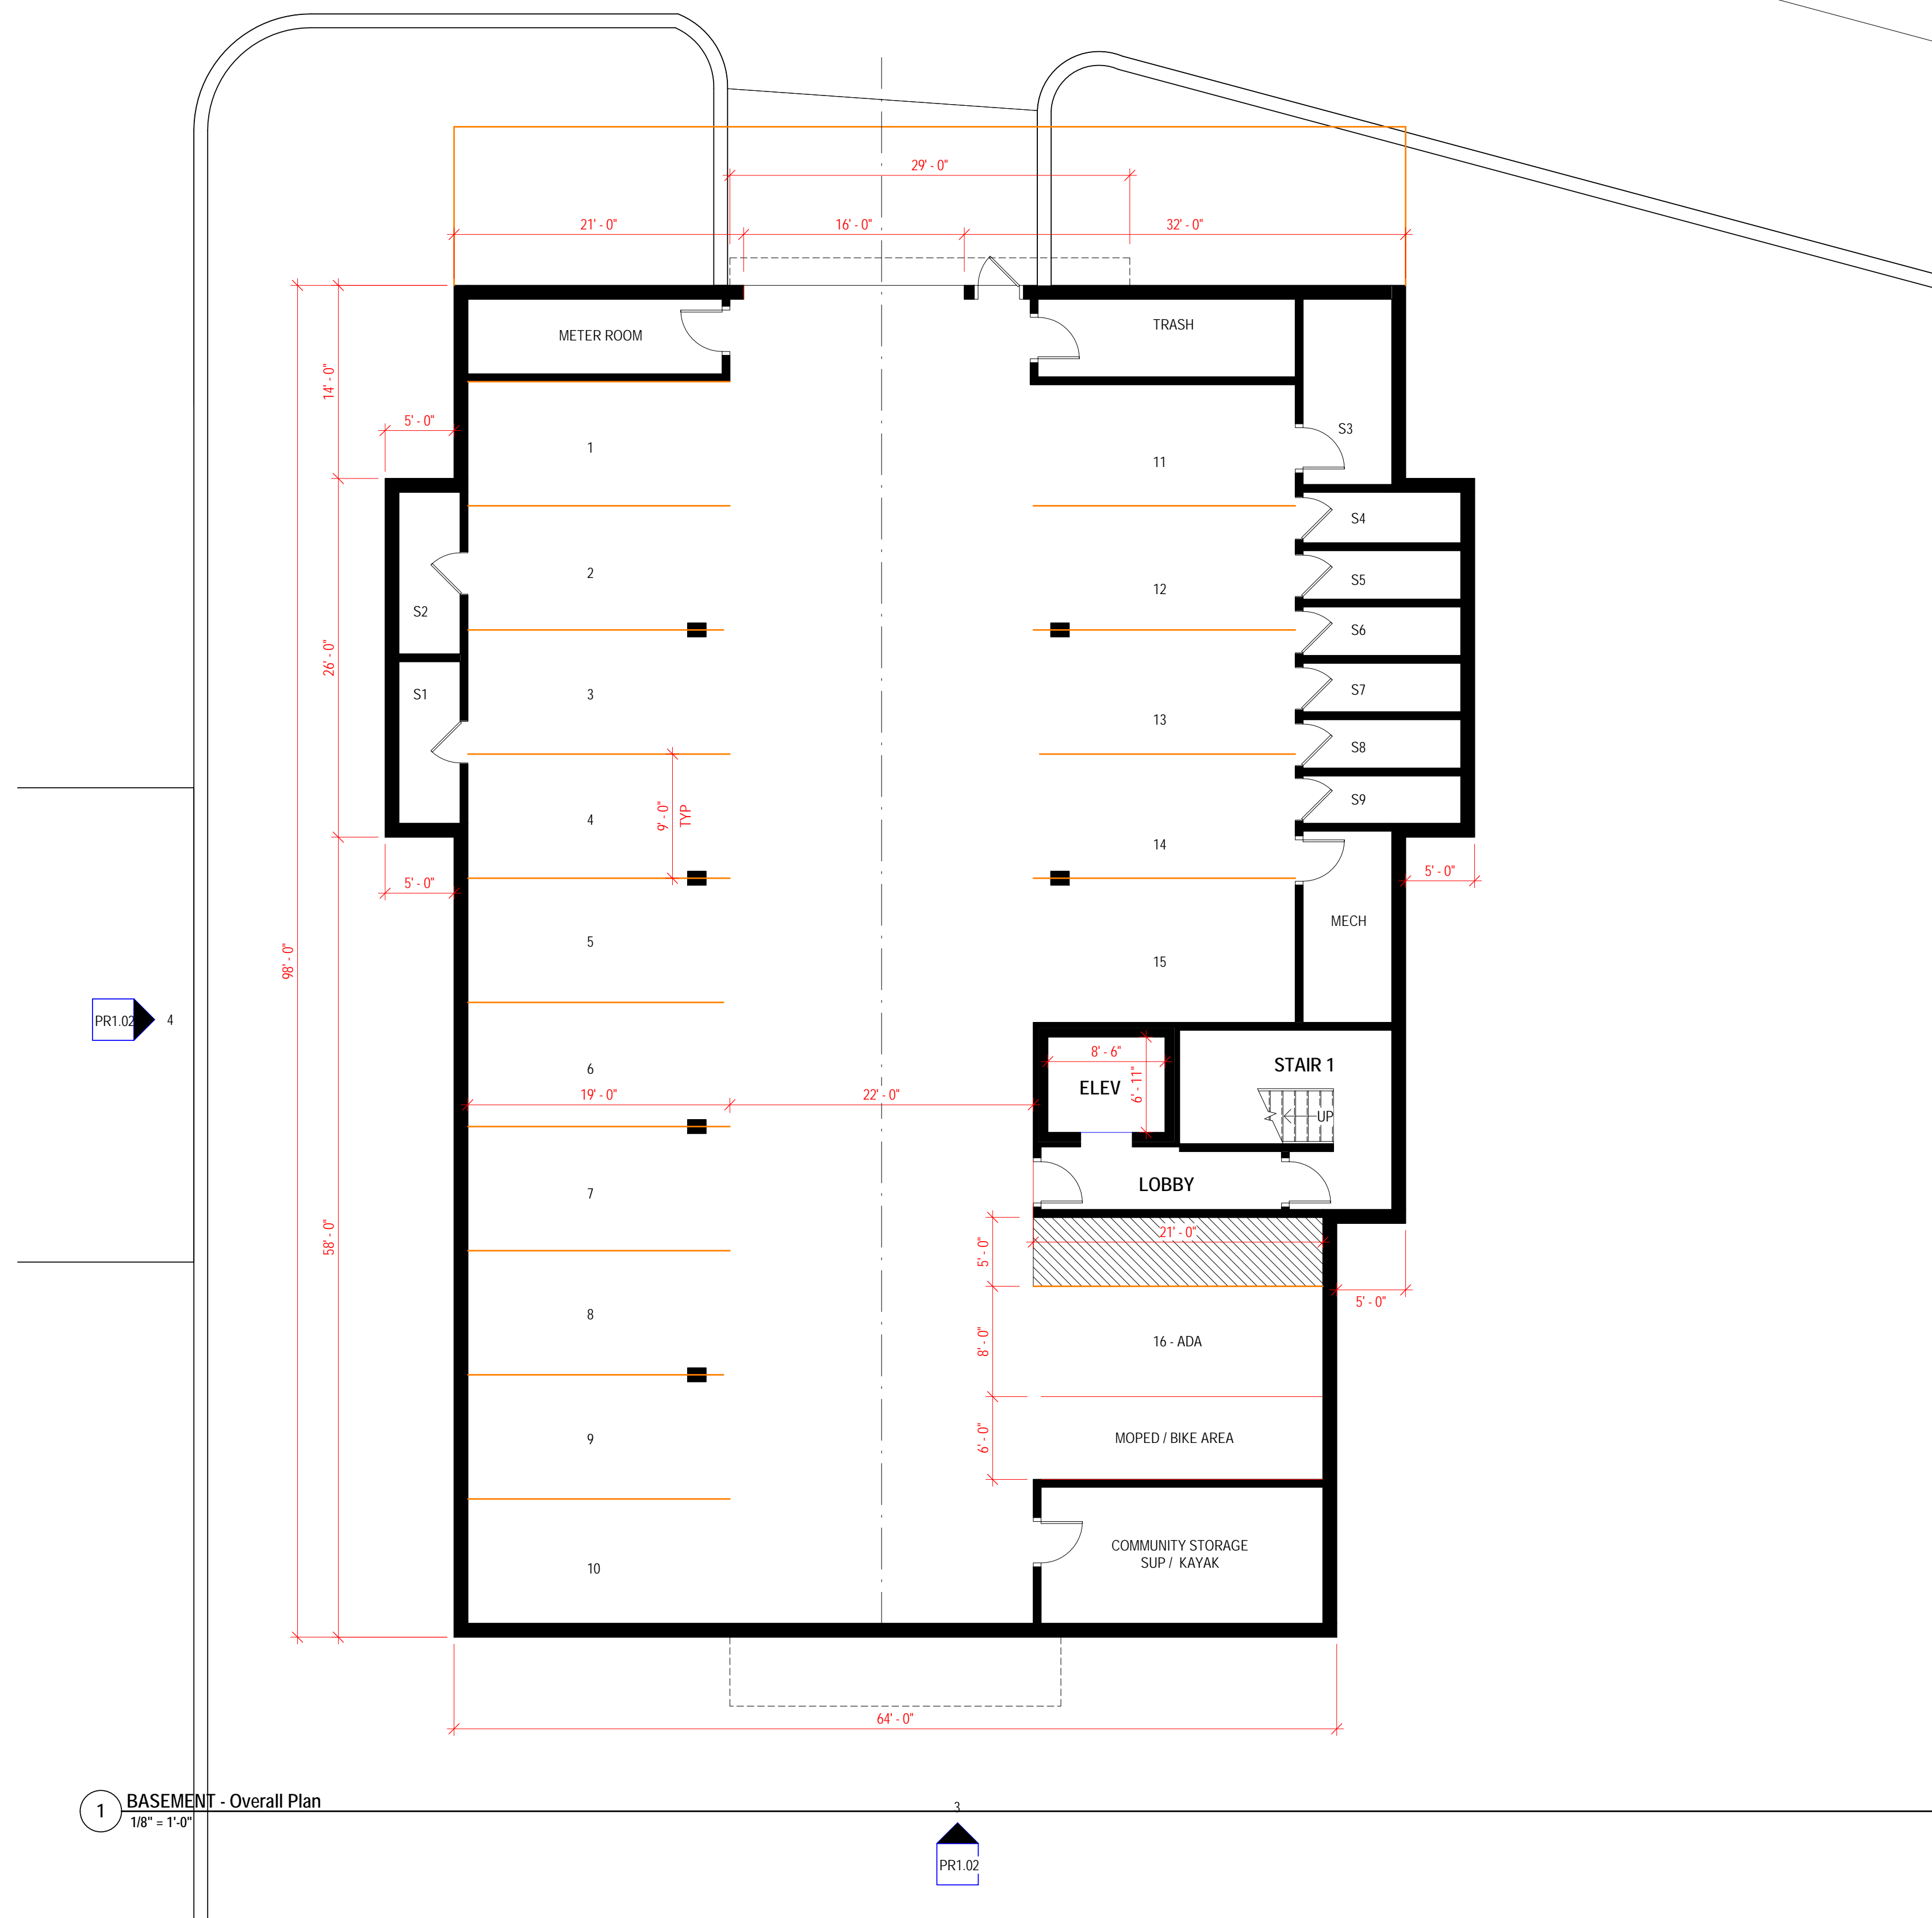 29' - 0"
21' - 0"
16' - 0"
32' - 0"
METER ROOM
TRASH
14' - 0"
5' - 0"
S3
1
11
S4
2
S5
12
S2
S6
26' - 0"
S1
S7
3
13
S8
9' - 0"
TYP
S9
4
14
5' - 0"
5' - 0"
MECH
5
15
98' - 0"
PR1.02
4
8' - 6"
STAIR 1
6
ELEV
6' - 11"
19' - 0"
22' - 0"
UP
7
LOBBY
58' - 0"
21' - 0"
5' - 0"
5' - 0"
8
8' - 0"
16 - ADA
9
6' - 0"
MOPED / BIKE AREA
10
COMMUNITY STORAGE
SUP / KAYAK
64' - 0"
1
BASEMENT - Overall Plan
1/8" = 1'-0"
3
PR1.02